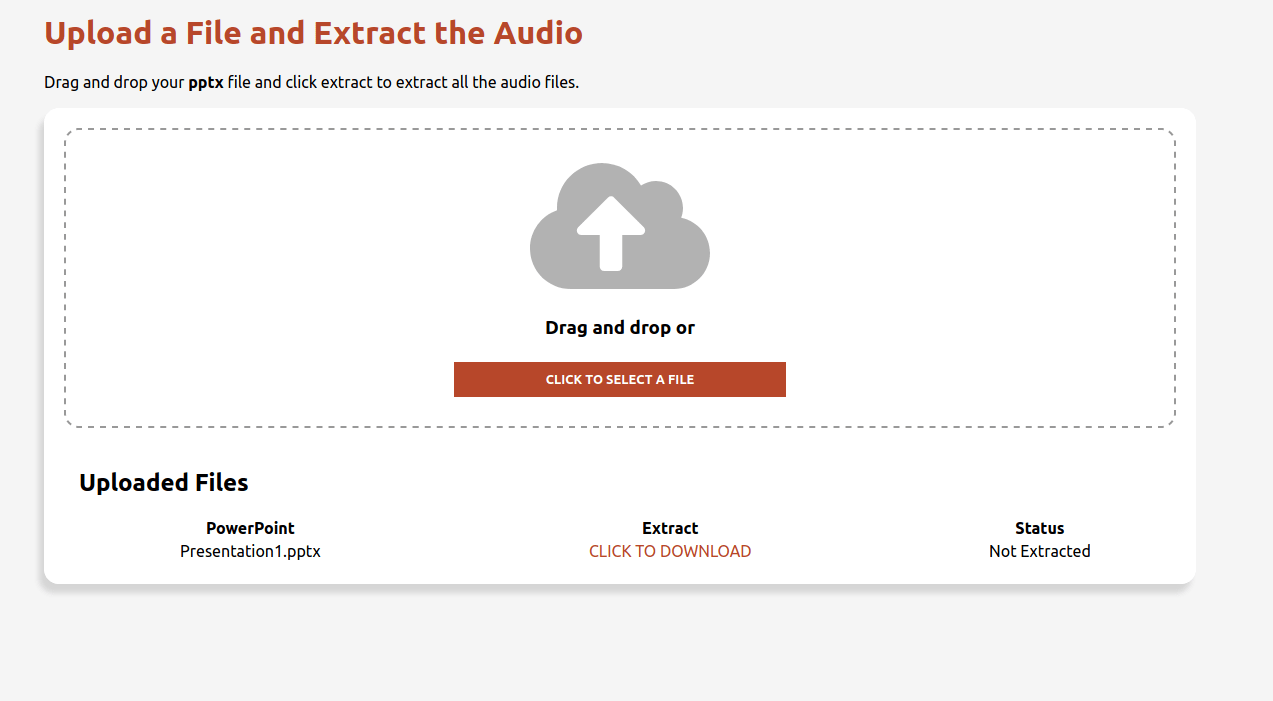 Upload a File and Extract the Audio
Drag and drop your pptx file and click extract to extract all the audio files.
Drag and drop or
CLICK TO SELECT A FILE
Uploaded Files
PowerPoint Extract Status
Presentation1.pptx CLICK TO DOWNLOAD Not Extracted